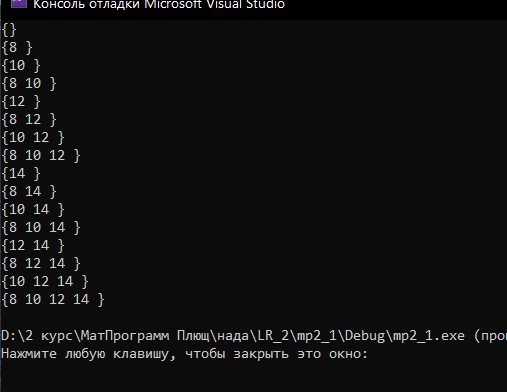 Консоль отладки Microsoft Visual Studio
{}
{8 }
{10 }
{8 10 }
{12 }
{8 12 }
{10 12 }
{8 10 12 }
{14 }
{8 14 }
{10 14 }
{8 10 14 }
{12 14 }
{8 12 14 }
{10 12 14 }
{8 10 12 14 }
D:\2 курс\МатПрограмм Плющ\нада\LR_2\mp2_1\Debug\mp2_1.exe (про
Нажмите любую клавишу, чтобы закрыть это окно: